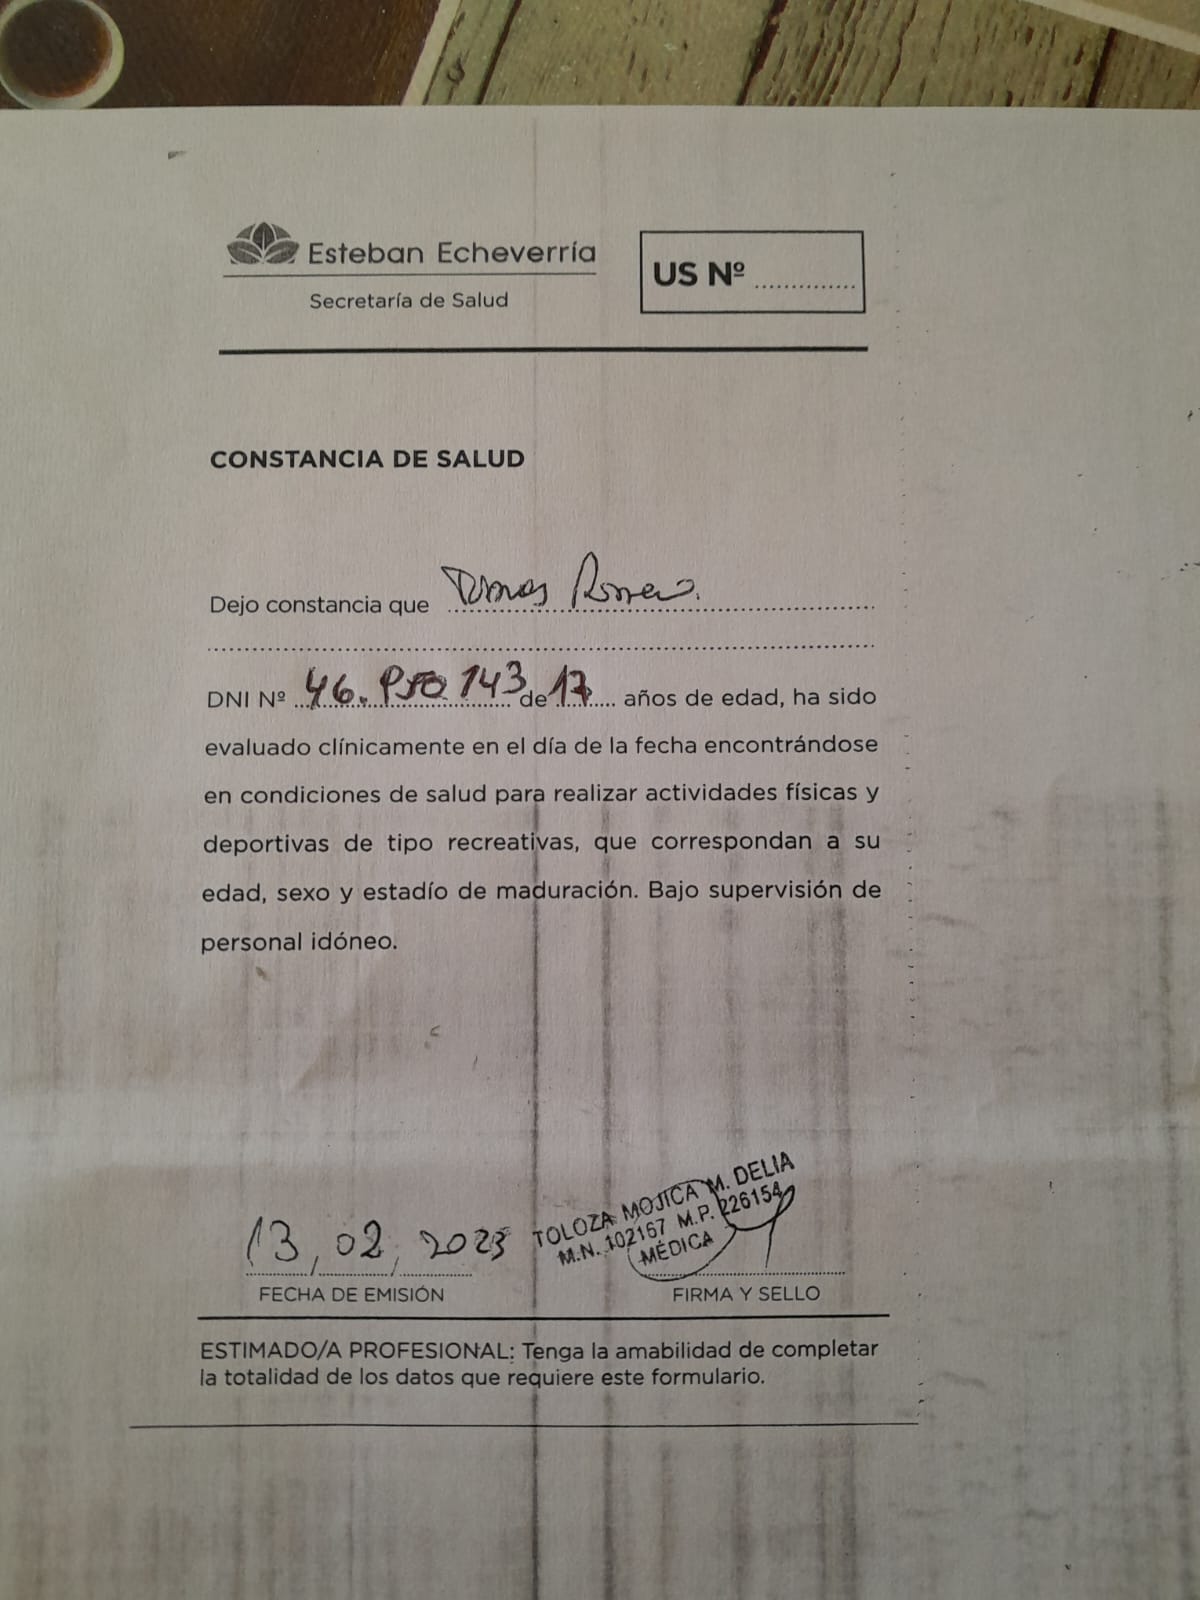 Esteban Echeverría
Secretaría de Salud
US Nº ..............
CONSTANCIA DE SALUD
Dejo constancia que Tomas Romero.
DNI Nº 46. 143 de 17 años de edad, ha sido
evaluado clínicamente en el día de la fecha encontrándose
en condiciones de salud para realizar actividades físicas y
deportivas de tipo recreativas, que correspondan a su
edad, sexo y estadío de maduración. Bajo supervisión de
personal idóneo.
13, 02, 2023
TOLOZA MOJICA M. DELIA
M.N. 102167 M.P. 226154
MÉDICA
FECHA DE EMISIÓN
FIRMA Y SELLO
ESTIMADO/A PROFESIONAL: Tenga la amabilidad de completar
la totalidad de los datos que requiere este formulario.